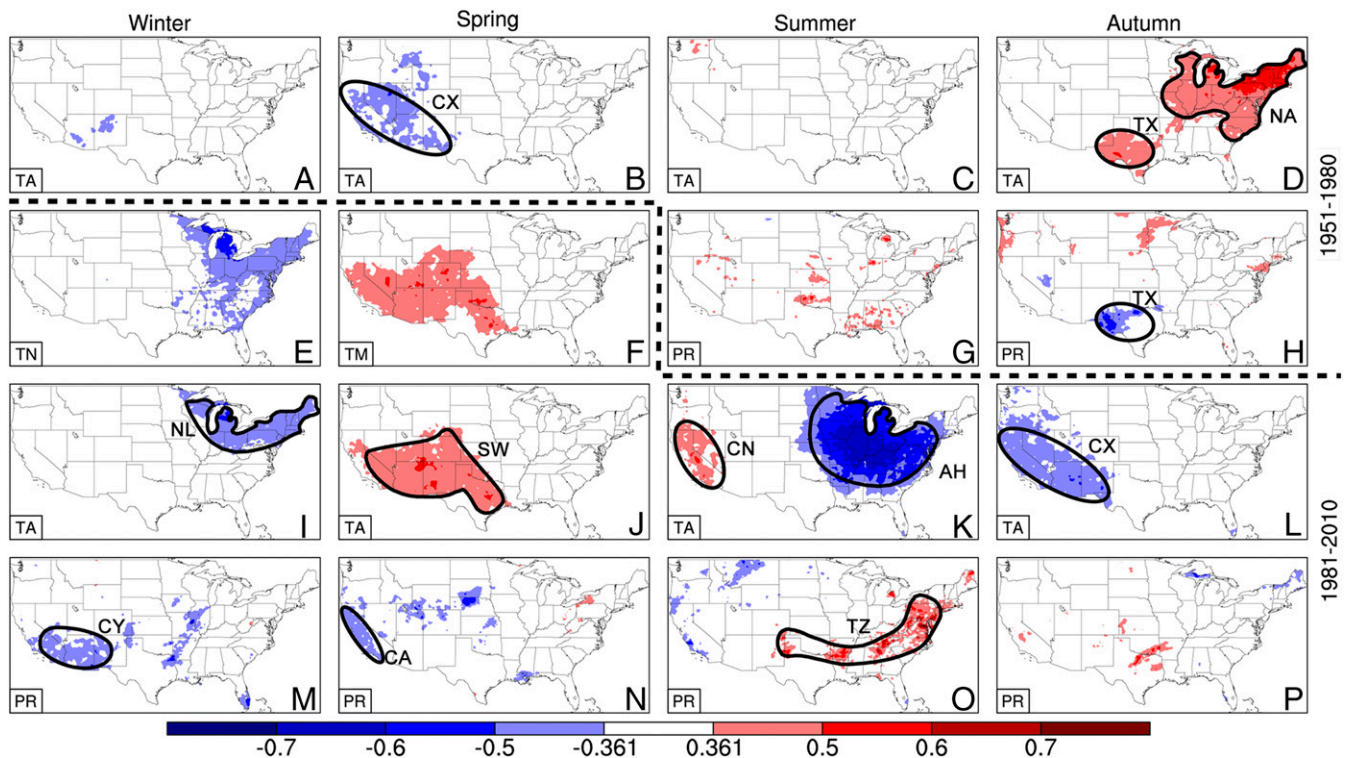 Winter Spring Summer Autumn
TA A
CX TA B
TA C
TX NA TA D
1951-1980
TN E
TM F
PR G
TX PR H
NL TA I
SW TA J
CN AH TA K
CX TA L
1981-2010
CY PR M
CA PR N
TZ PR O
PR P
-0.7 -0.6 -0.5 -0.361 0.361 0.5 0.6 0.7